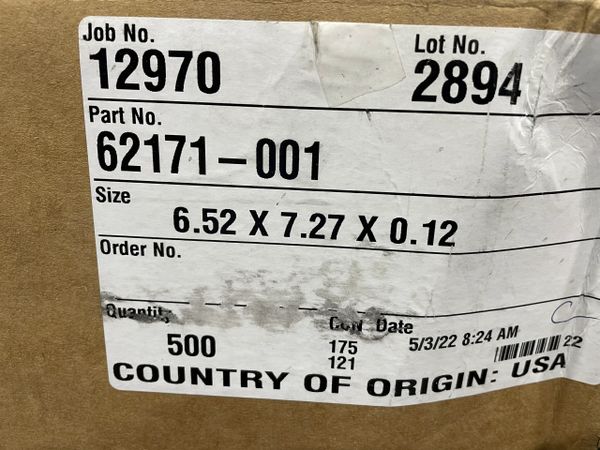 Job No. Lot No.
12970 2894
Part No.
62171-001
Size
6.52 X 7.27 X 0.12
Order No.
Quantity Date
500 175 5/3/22 8:24 AM
121 22
COUNTRY OF ORIGIN: USA